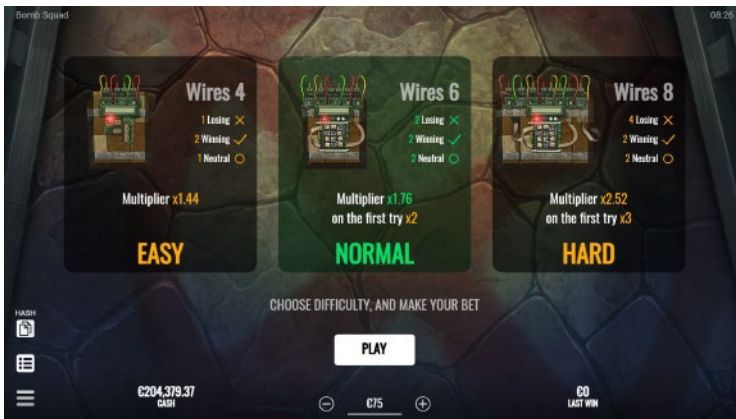 Bomb Squad
08:26
Wires 4
1 Losing
2 Winning
1 Neutral
Multiplier x1.44
EASY
Wires 6
2 Losing
2 Winning
2 Neutral
Multiplier x1.76
on the first try x2
NORMAL
Wires 8
4 Losing
2 Winning
2 Neutral
Multiplier x2.52
on the first try x3
HARD
CHOOSE DIFFICULTY, AND MAKE YOUR BET
PLAY
HASH
€204,379.37
CASH
€75
€0
LAST WIN